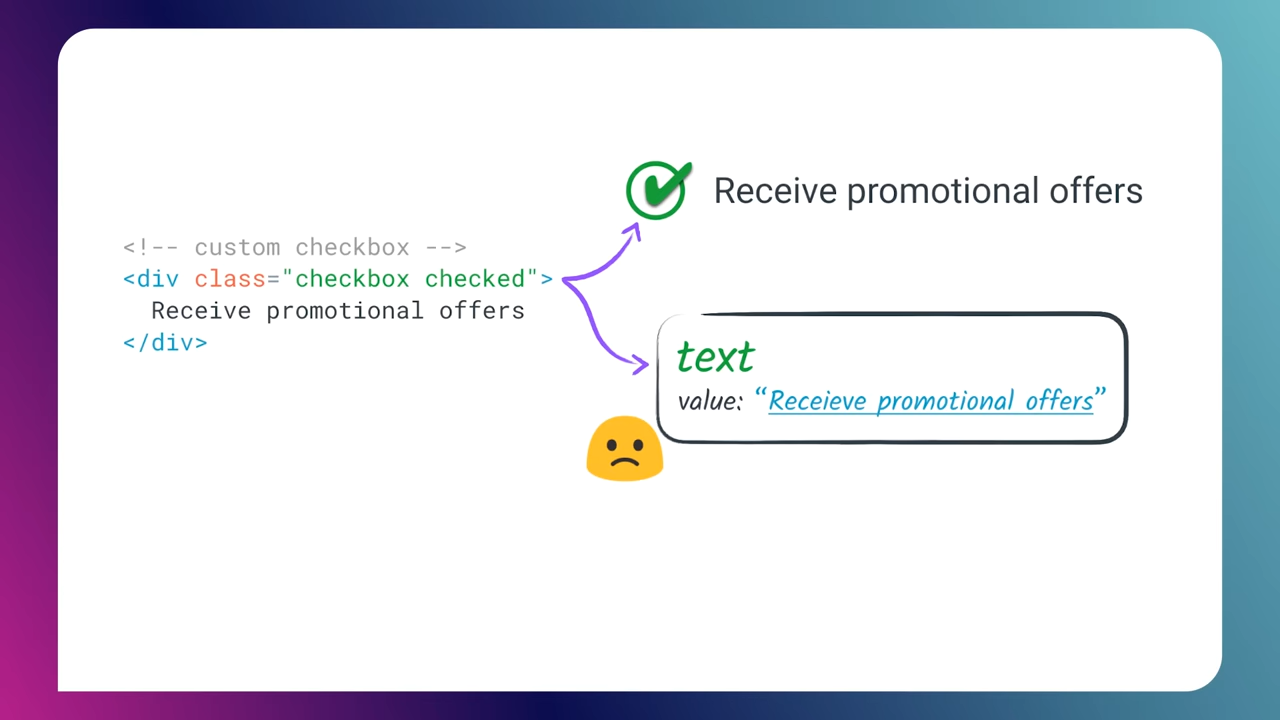 <!-- custom checkbox -->
<div class="checkbox checked">
Receive promotional offers
</div>
Receive promotional offers
text
value: “Receieve promotional offers”